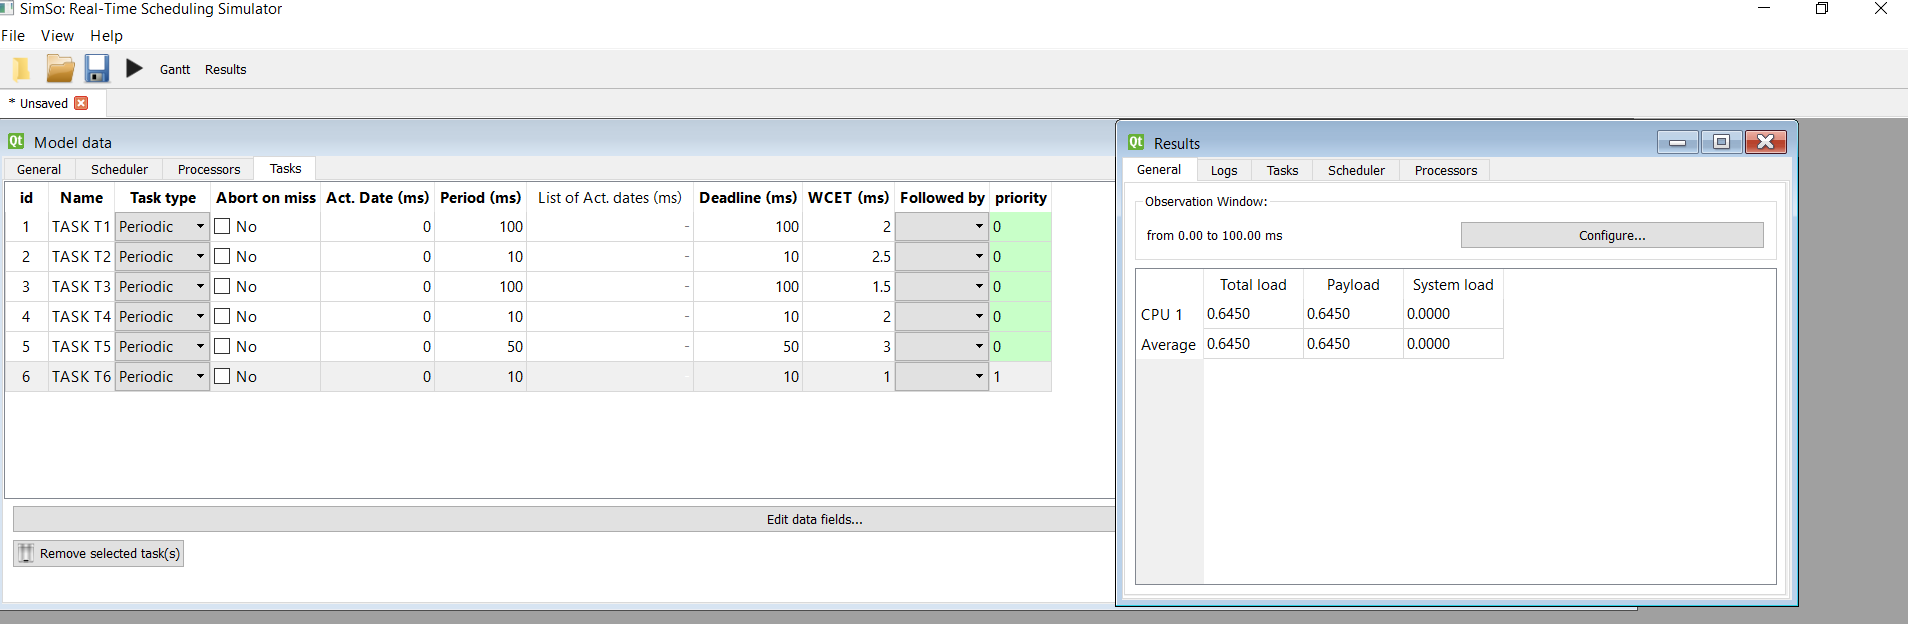 SimSo: Real-Time Scheduling Simulator
File View Help
Gantt Results
* Unsaved
Qt Model data
General Scheduler Processors Tasks
id Name Task type Abort on miss Act. Date (ms) Period (ms) List of Act. dates (ms) Deadline (ms) WCET (ms) Followed by priority
1 TASK T1 Periodic No 0 100 - 100 2 0
2 TASK T2 Periodic No 0 10 - 10 2.5 0
3 TASK T3 Periodic No 0 100 - 100 1.5 0
4 TASK T4 Periodic No 0 10 - 10 2 0
5 TASK T5 Periodic No 0 50 - 50 3 0
6 TASK T6 Periodic No 0 10 10 1 1
Edit data fields...
Remove selected task(s)
Qt Results
General Logs Tasks Scheduler Processors
Observation Window:
from 0.00 to 100.00 ms Configure...
Total load Payload System load
CPU 1 0.6450 0.6450 0.0000
Average 0.6450 0.6450 0.0000